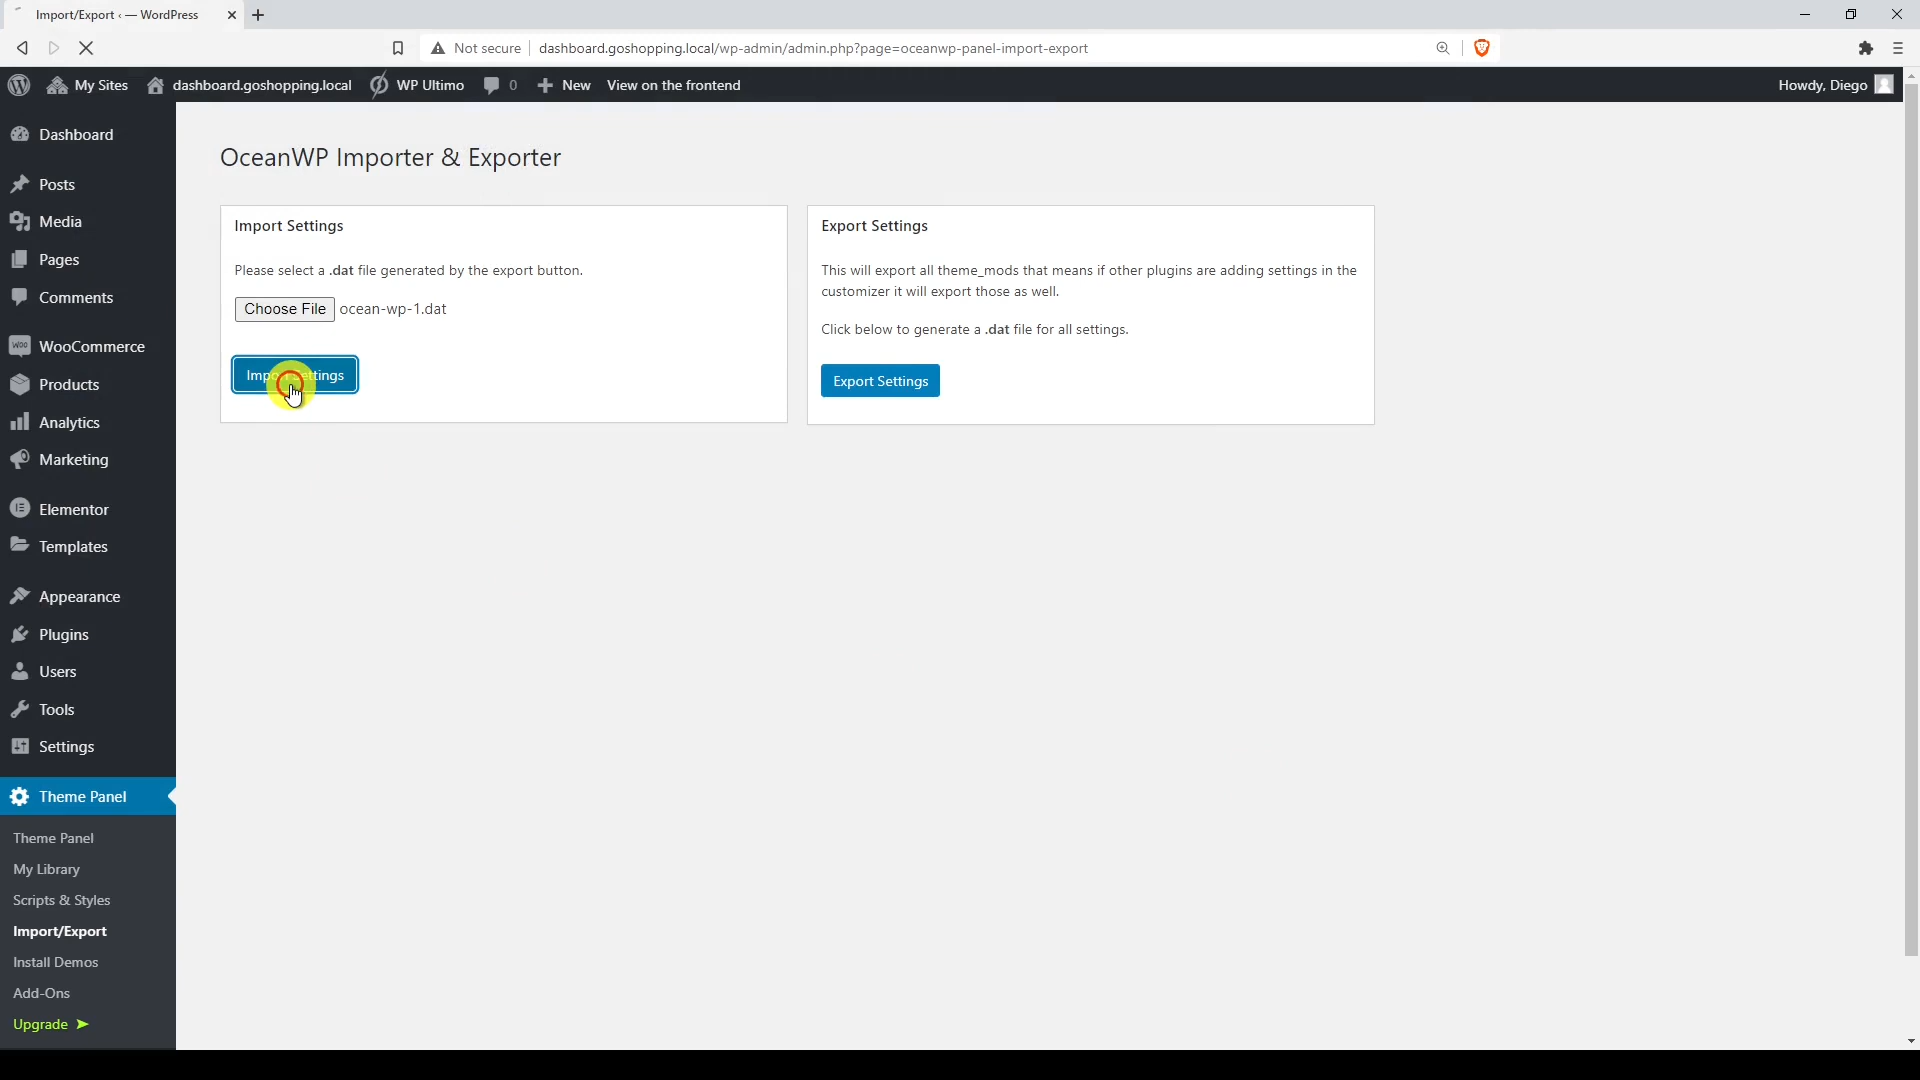 Import/Export ‹ — WordPress
Not secure dashboard.goshopping.local/wp-admin/admin.php?page=oceanwp-panel-import-export
My Sites dashboard.goshopping.local WP Ultimo 0 New View on the frontend Howdy, Diego
Dashboard
Posts
Media
Pages
Comments
WooCommerce
Products
Analytics
Marketing
Elementor
Templates
Appearance
Plugins
Users
Tools
Settings
Theme Panel
Theme Panel
My Library
Scripts & Styles
Import/Export
Install Demos
Add-Ons
Upgrade ➤
OceanWP Importer & Exporter
Import Settings
Please select a .dat file generated by the export button.
Choose File ocean-wp-1.dat
Import Settings
Export Settings
This will export all theme_mods that means if other plugins are adding settings in the
customizer it will export those as well.
Click below to generate a .dat file for all settings.
Export Settings